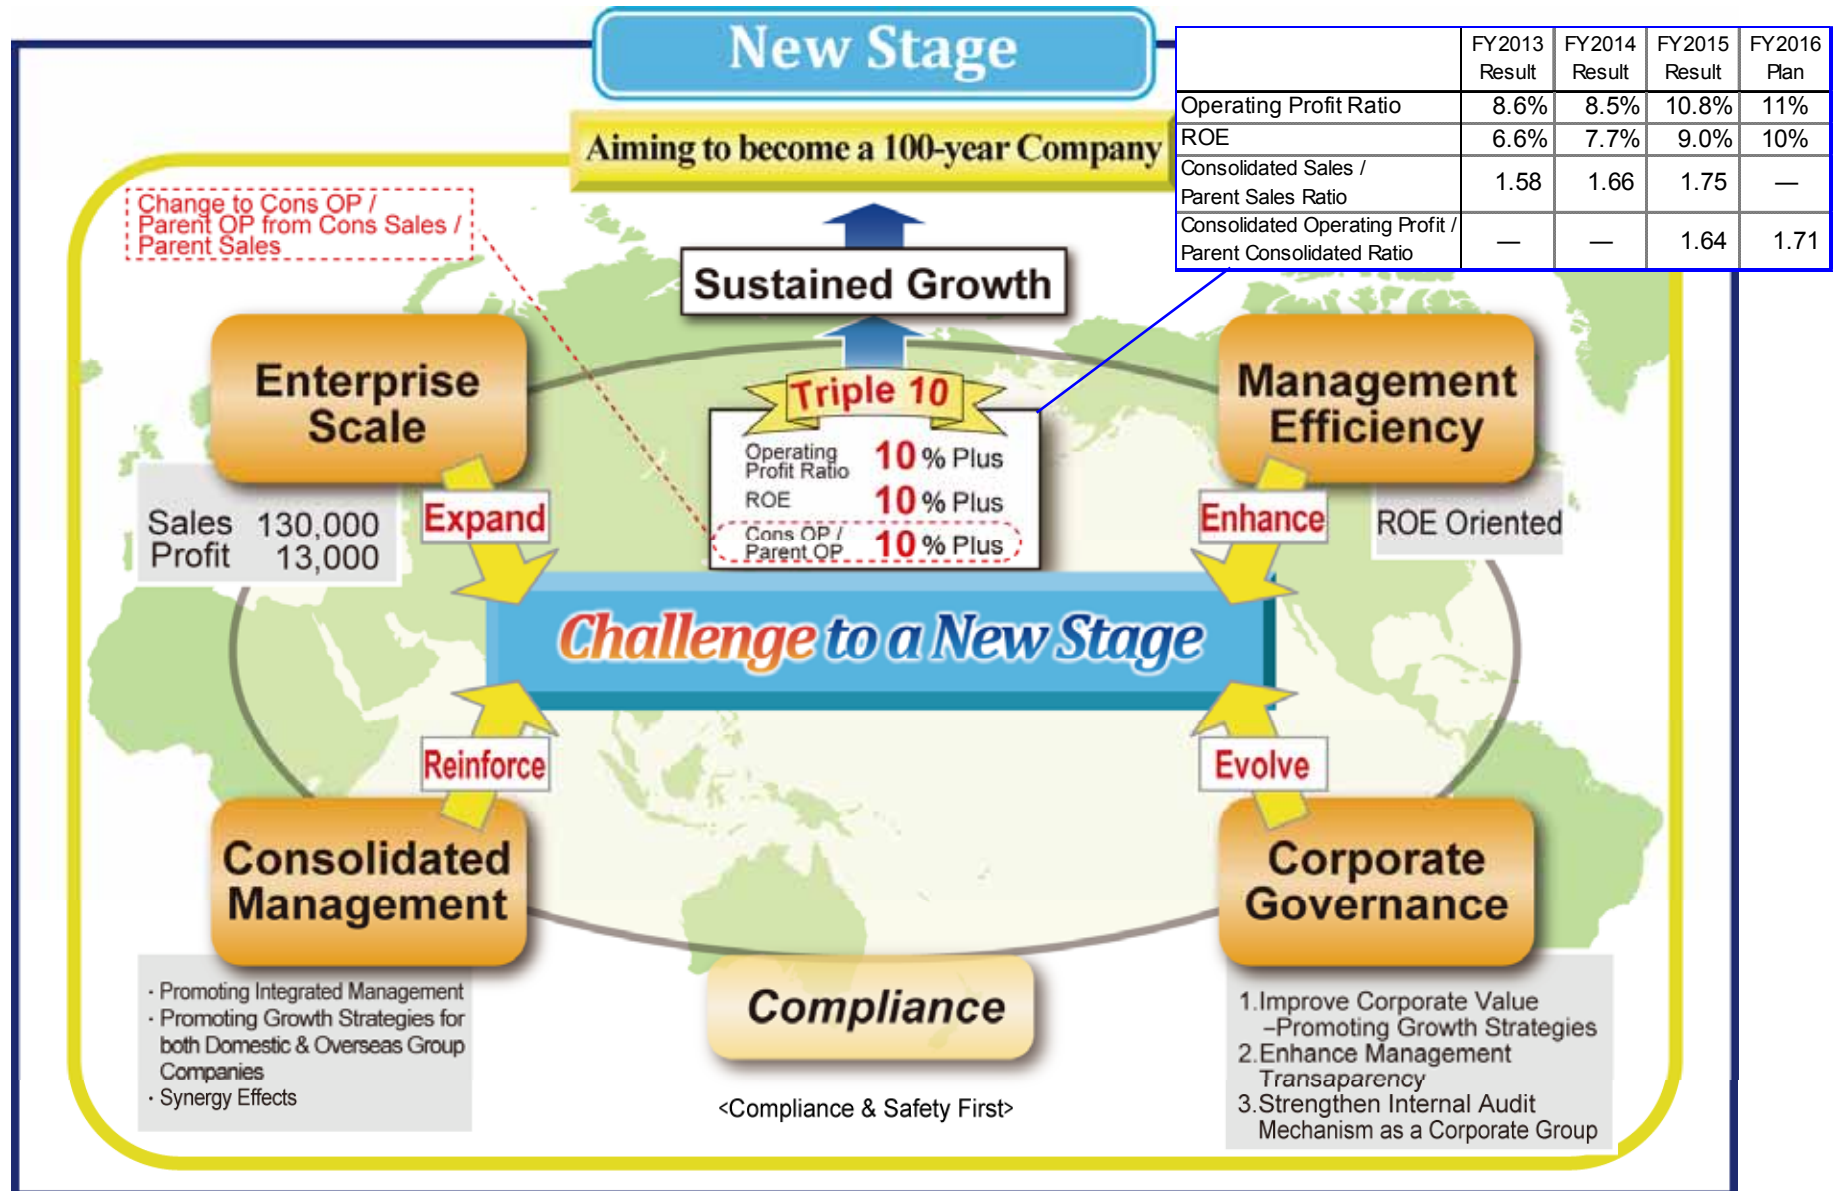 New Stage
Aiming to become a 100-year Company
FY2013 FY2014 FY2015 FY2016
Result Result Result Plan
Operating Profit Ratio 8.6% 8.5% 10.8% 11%
ROE 6.6% 7.7% 9.0% 10%
Consolidated Sales /
Parent Sales Ratio 1.58 1.66 1.75 —
Consolidated Operating Profit /
Parent Consolidated Ratio — — 1.64 1.71
Change to Cons OP /
Parent OP from Cons Sales /
Parent Sales
Sustained Growth
Enterprise
Scale
Sales 130,000
Profit 13,000
Expand
Triple 10
Operating
Profit Ratio 10 % Plus
ROE 10 % Plus
Cons OP /
Parent OP 10 % Plus
Management
Efficiency
Enhance
ROE Oriented
Challenge to a New Stage
Reinforce
Evolve
Consolidated
Management
· Promoting Integrated Management
· Promoting Growth Strategies for
both Domestic & Overseas Group
Companies
· Synergy Effects
Compliance
<Compliance & Safety First>
Corporate
Governance
1.Improve Corporate Value
–Promoting Growth Strategies
2.Enhance Management
Transaparency
3.Strengthen Internal Audit
Mechanism as a Corporate Group